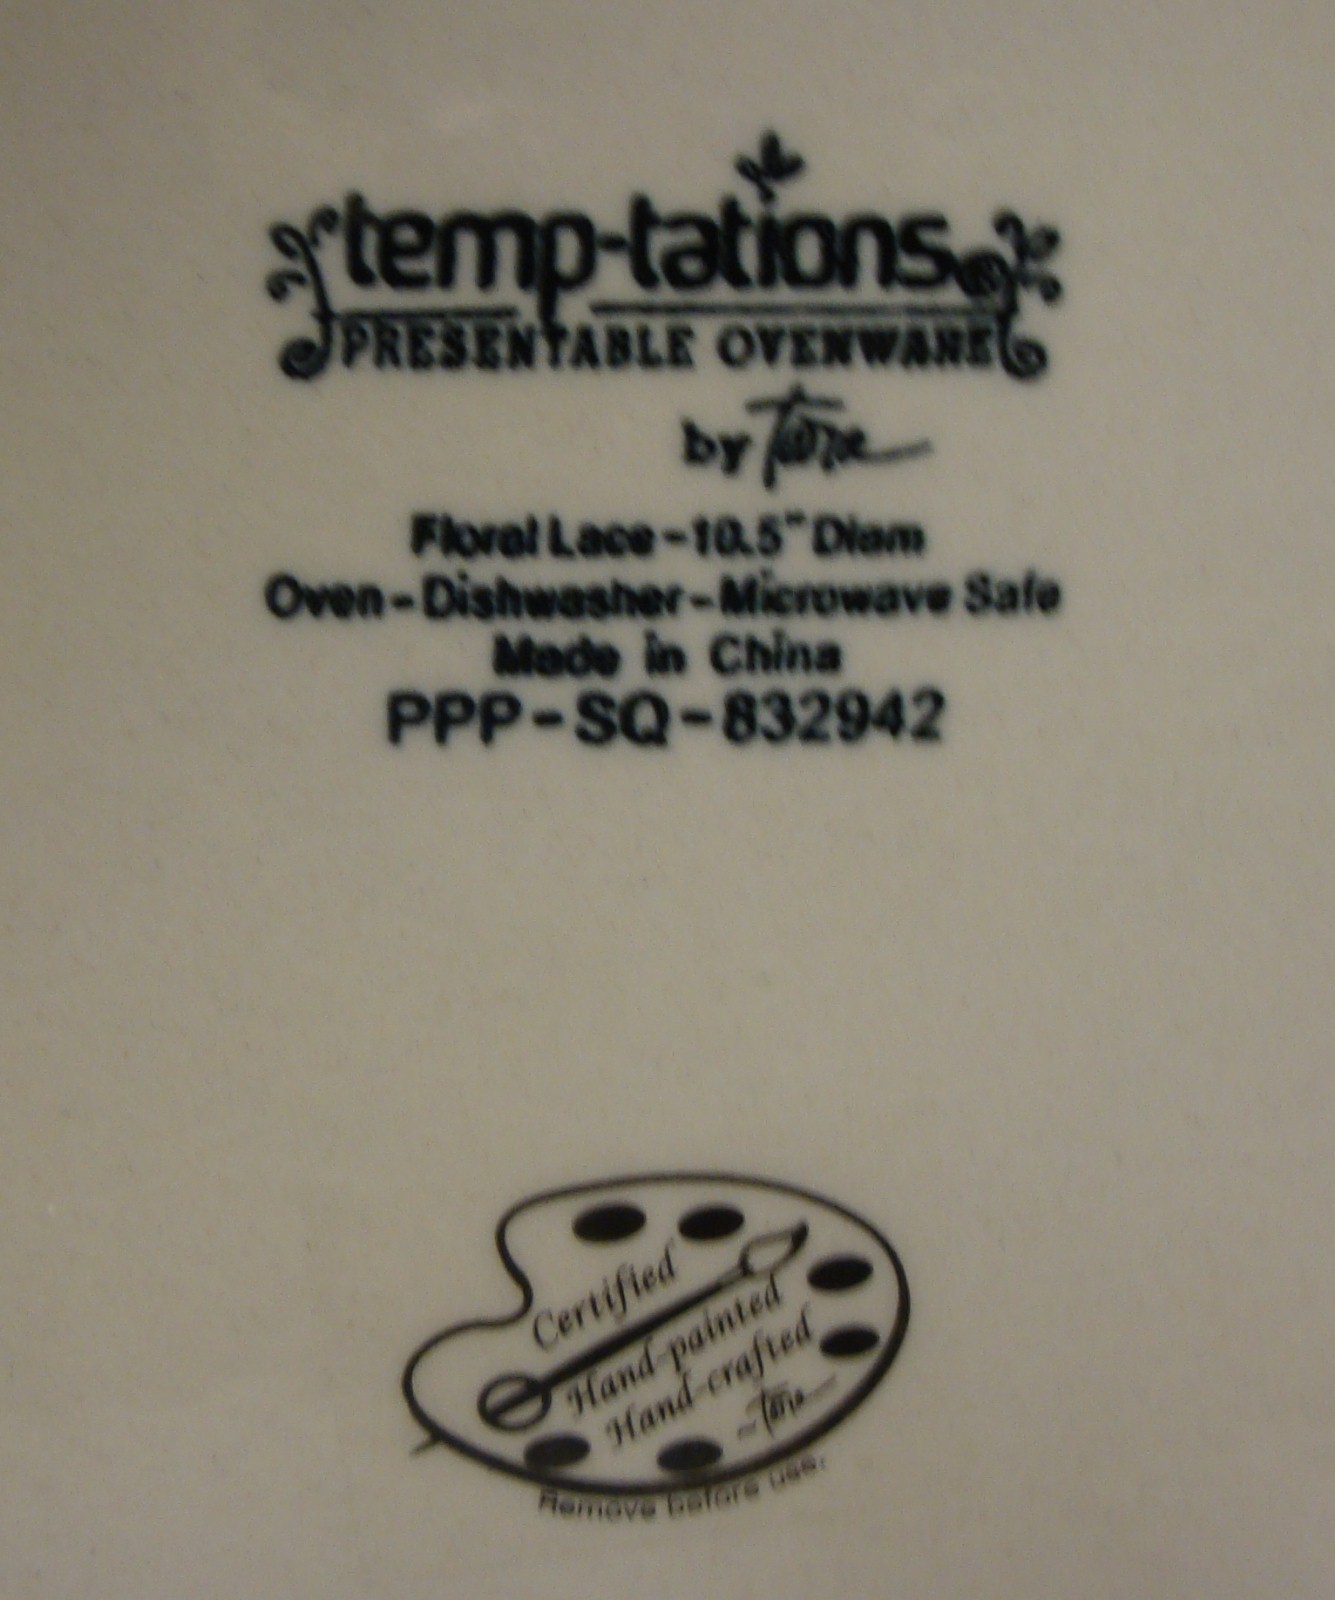 temp-tations
PRESENTABLE OVENWARE
by Tara
Floral Lace-10.5" Diam
Oven-Dishwasher-Microwave Safe
Made in China
PPP-SQ-832942
Certified
Hand-painted
Hand-crafted
~Tara
Remove before use.